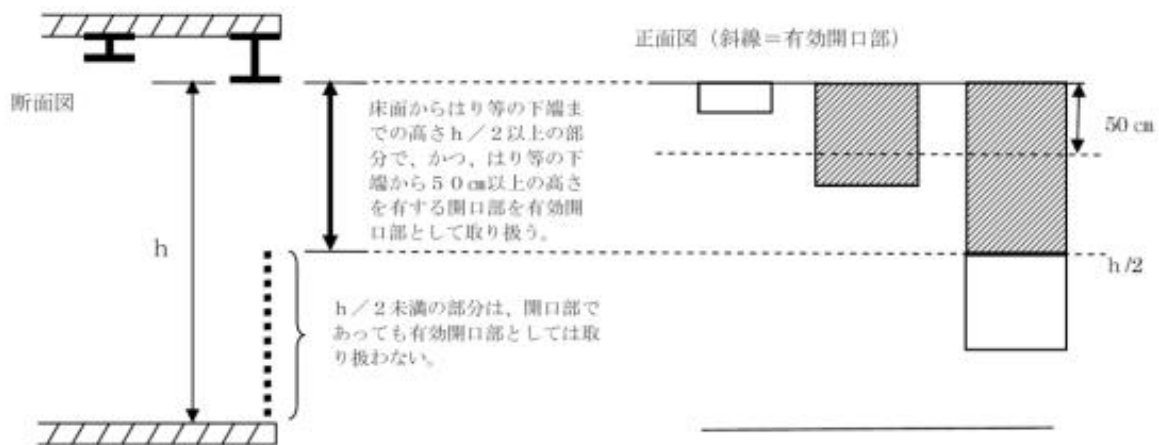 正面図（斜線＝有効開口部）
断面図
床面からはり等の下端ま
での高さｈ／２以上の部
分で、かつ、はり等の下
端から５０㎝以上の高さ
を有する開口部を有効開
口部として取り扱う。
50㎝
ｈ
h/2
ｈ／２未満の部分は、開口部で
あっても有効開口部としては取
り扱わない。